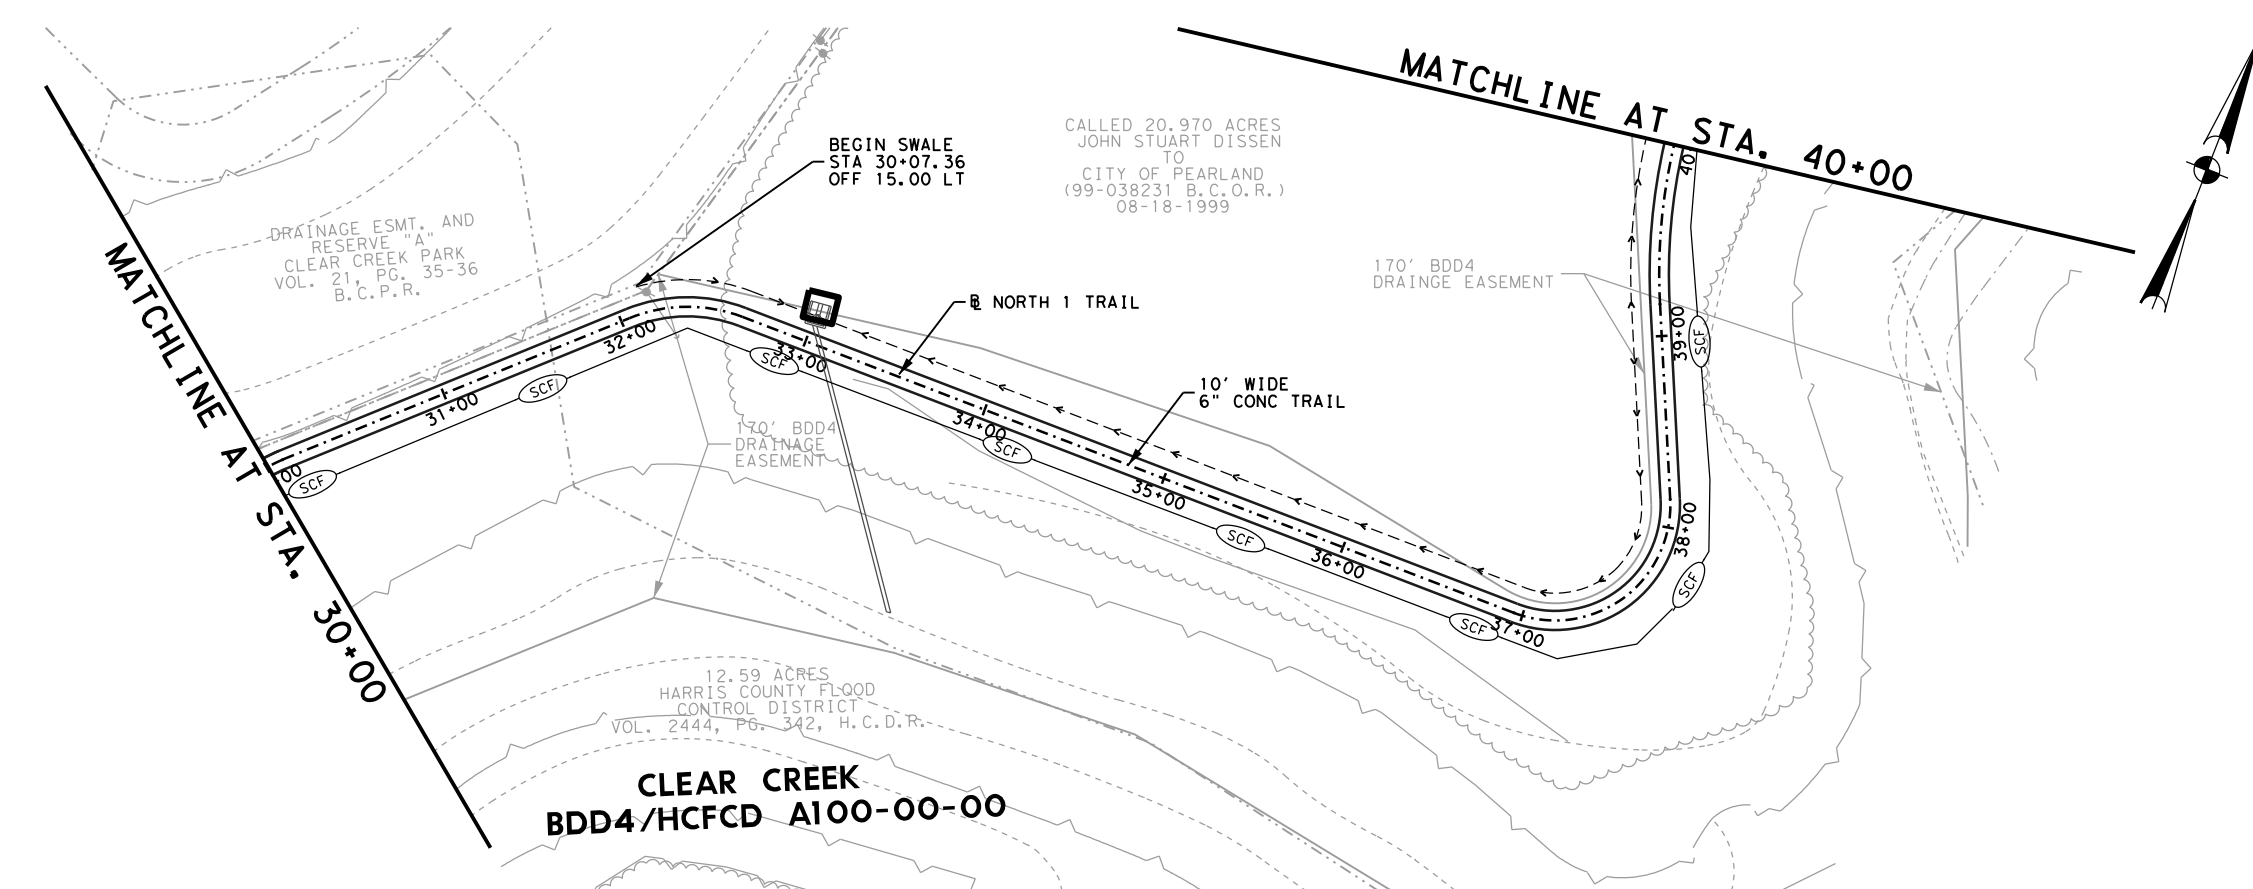 MATCHLINE AT STA. 40+00
BEGIN SWALE
STA 30+07.36
OFF 15.00 LT
CALLED 20.970 ACRES
JOHN STUART DISSEN
TO
CITY OF PEARLAND
(99-038231 B.C.O.R.)
08-18-1999
40
DRAINAGE ESMT. AND
RESERVE "A"
CLEAR CREEK PARK
VOL. 21, PG. 35-36
B.C.P.R.
170' BDD4
DRAINGE EASEMENT
℄ NORTH 1 TRAIL
MATCHLINE AT STA. 30+00
32+00
33+00
SCF
39+00
SCF
10' WIDE
6" CONC TRAIL
31+00
SCF
34+00
SCF
170' BDD4
DRAINAGE
EASEMENT
00
SCF
35+00
SCF
36+00
38+00
SCF
37+00
SCF
12.59 ACRES
HARRIS COUNTY FLOOD
CONTROL DISTRICT
VOL. 2444, PG. 342, H.C.D.R.
CLEAR CREEK
BDD4/HCFCD A100-00-00